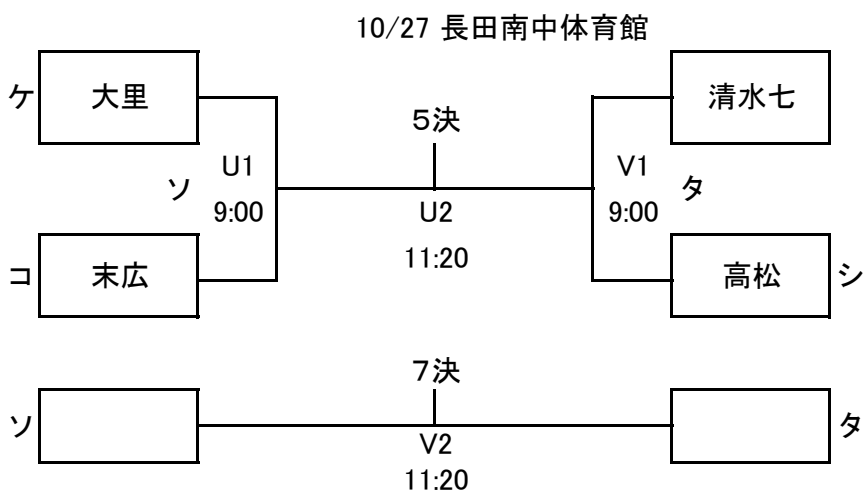 10/27 長田南中体育館
ケ 大里 清水七
5決
U1 V1
ソ タ
9:00 U2 9:00
11:20
コ 末広 高松 シ
7決
ソ タ
V2
11:20